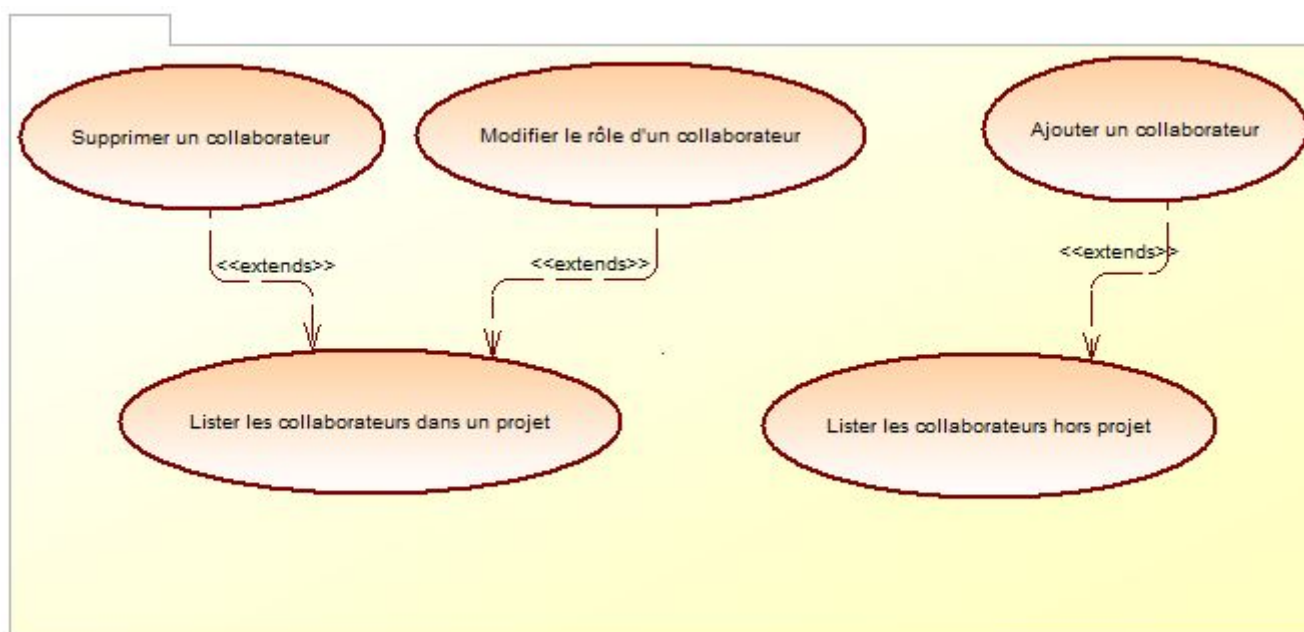 Supprimer un collaborateur
Modifier le rôle d'un collaborateur
Ajouter un collaborateur
<<extends>>
<<extends>>
<<extends>>
Lister les collaborateurs dans un projet
Lister les collaborateurs hors projet